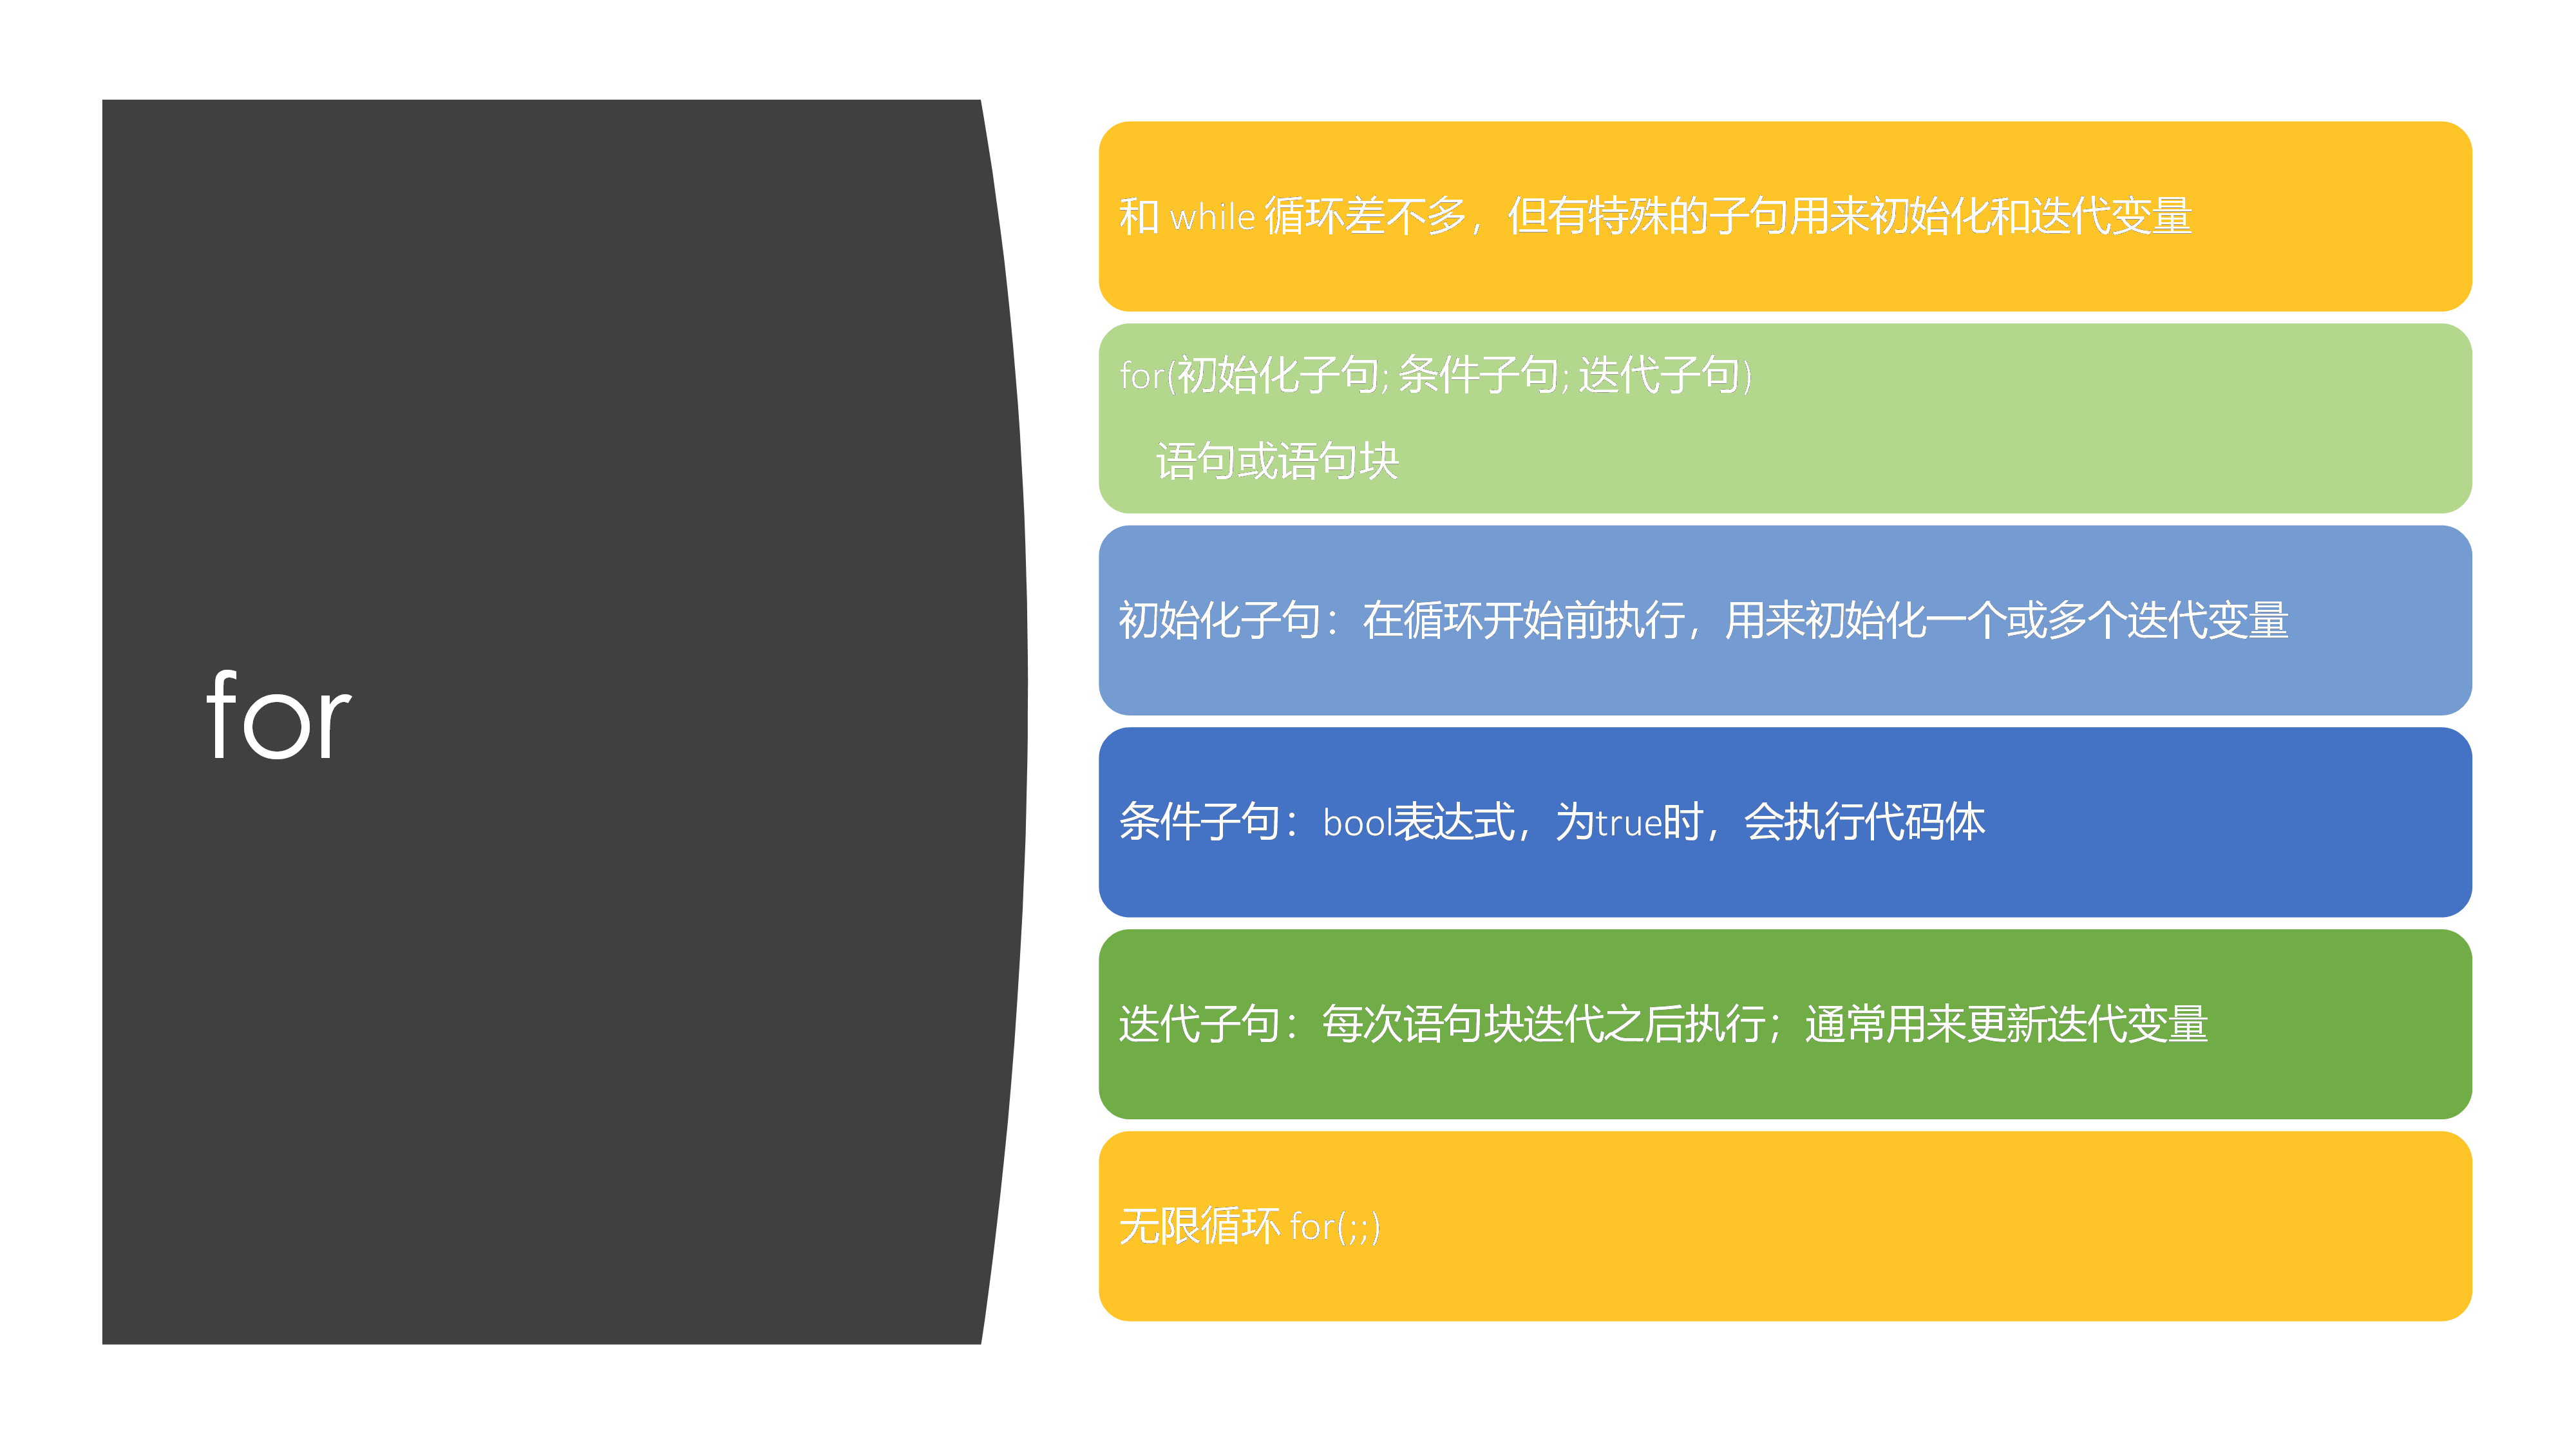 for
和 while 循环差不多，但有特殊的子句用来初始化和迭代变量
for(初始化子句; 条件子句; 迭代子句)
语句或语句块
初始化子句：在循环开始前执行，用来初始化一个或多个迭代变量
条件子句：bool表达式，为true时，会执行代码体
迭代子句：每次语句块迭代之后执行；通常用来更新迭代变量
无限循环 for(;;)